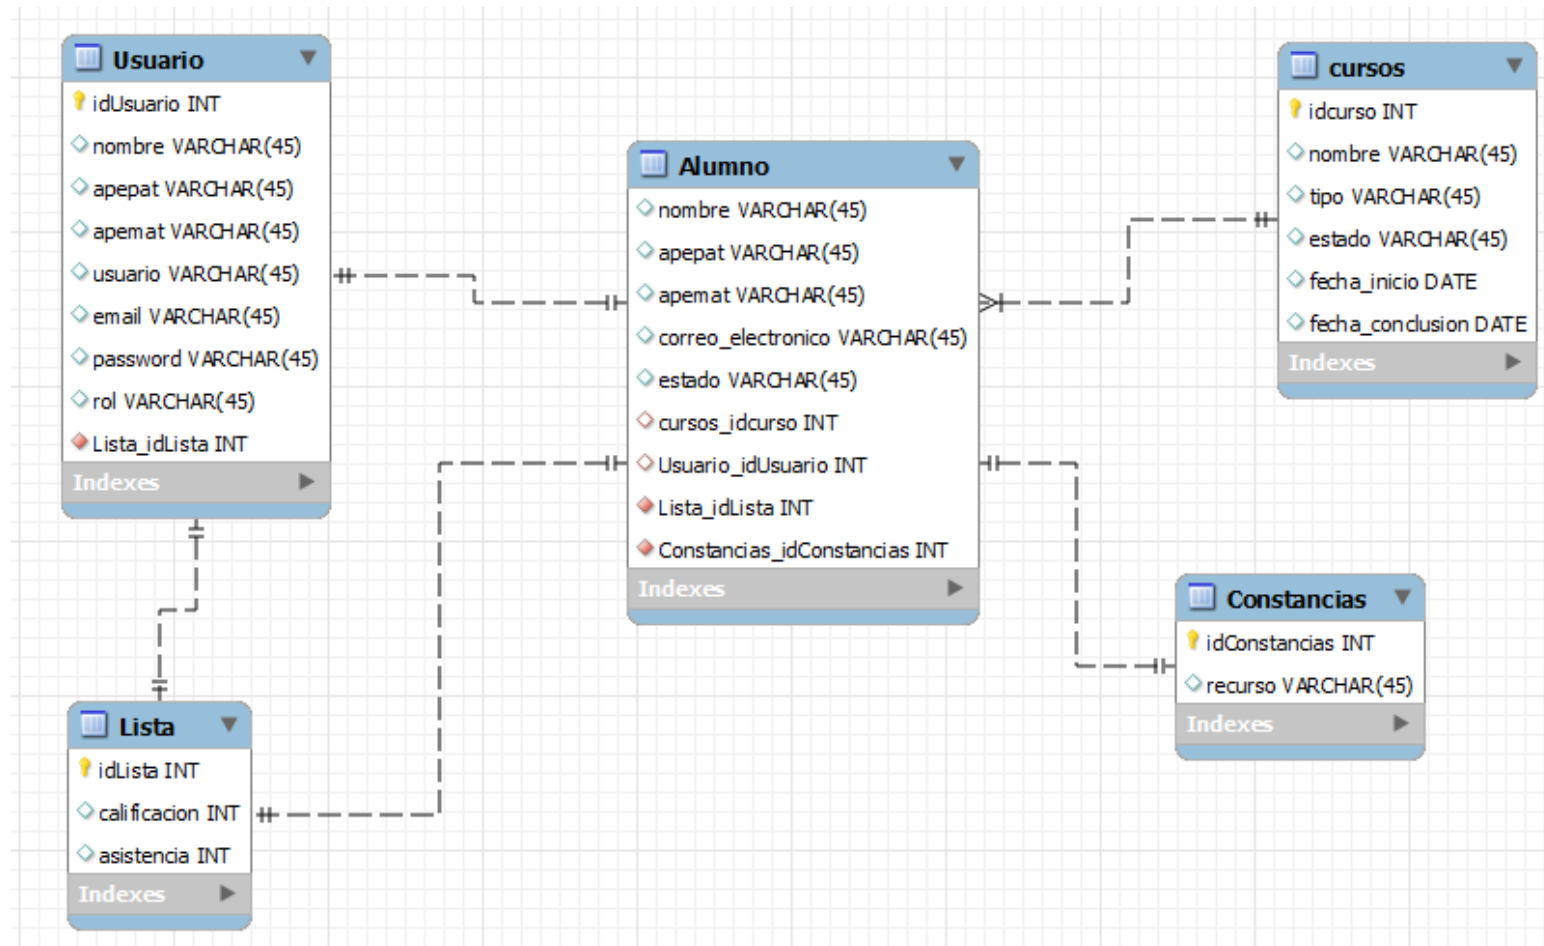 Usuario
idUsuario INT
nombre VARCHAR(45)
apepat VARCHAR(45)
apemat VARCHAR(45)
usuario VARCHAR(45)
email VARCHAR(45)
password VARCHAR(45)
rol VARCHAR(45)
Lista_idLista INT
Indexes
Alumno
nombre VARCHAR(45)
apepat VARCHAR(45)
apemat VARCHAR(45)
correo_electronico VARCHAR(45)
estado VARCHAR(45)
cursos_idcurso INT
Usuario_idUsuario INT
Lista_idLista INT
Constancias_idConstancias INT
Indexes
cursos
idcurso INT
nombre VARCHAR(45)
tipo VARCHAR(45)
estado VARCHAR(45)
fecha_inicio DATE
fecha_conclusion DATE
Indexes
Lista
idLista INT
calificacion INT
asistencia INT
Indexes
Constancias
idConstancias INT
recurso VARCHAR(45)
Indexes